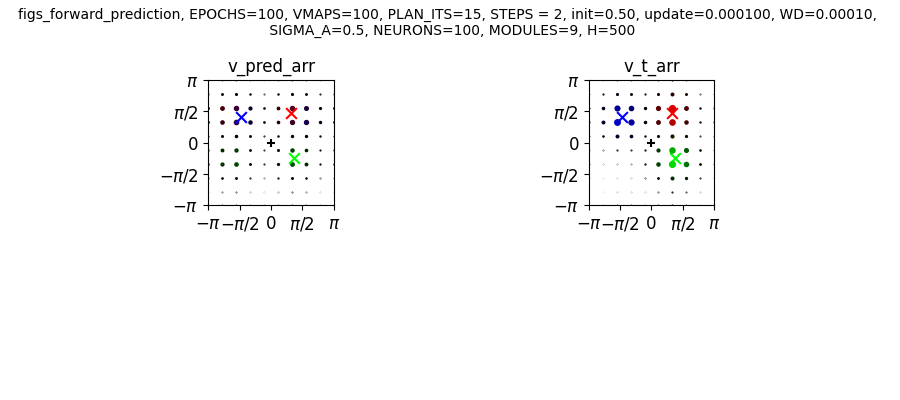 figs_forward_prediction, EPOCHS=100, VMAPS=100, PLAN_ITS=15, STEPS = 2, init=0.50, update=0.000100, WD=0.00010,
SIGMA_A=0.5, NEURONS=100, MODULES=9, H=500
v_pred_arr
π
π/2
0
−π/2
−π
−π −π/2 0 π/2 π
v_t_arr
π
π/2
0
−π/2
−π
−π −π/2 0 π/2 π